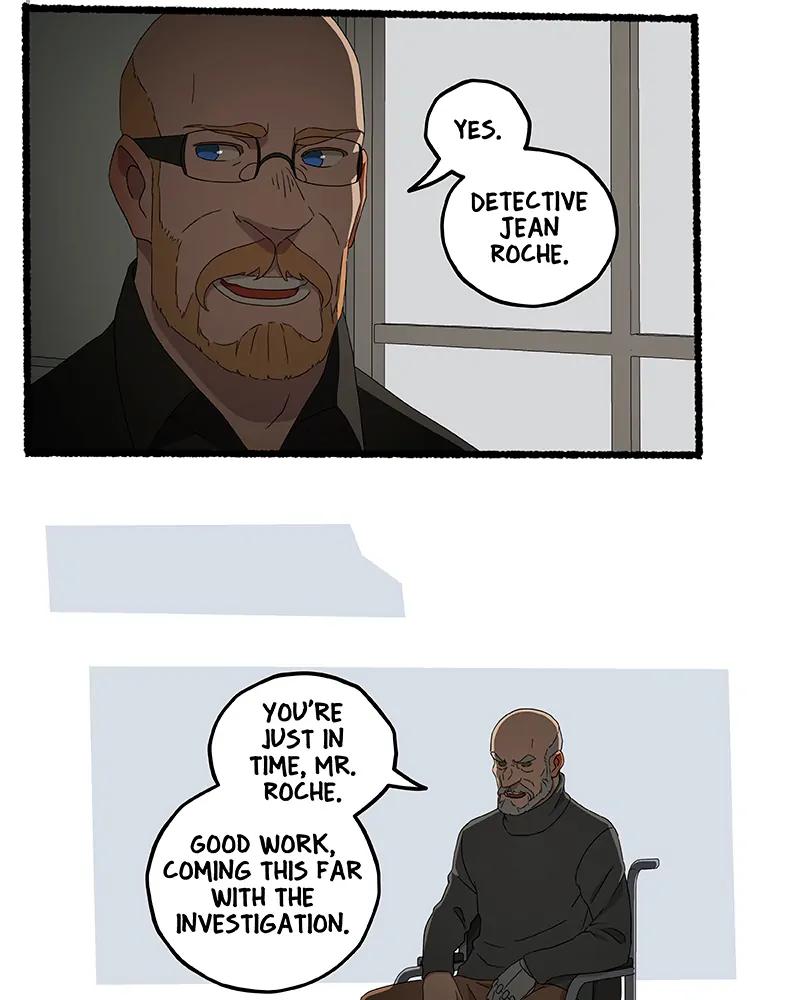 YES.
DETECTIVE
JEAN
ROCHE.
YOU'RE
JUST IN
TIME, MR.
ROCHE.
GOOD WORK,
COMING THIS FAR
WITH THE
INVESTIGATION.